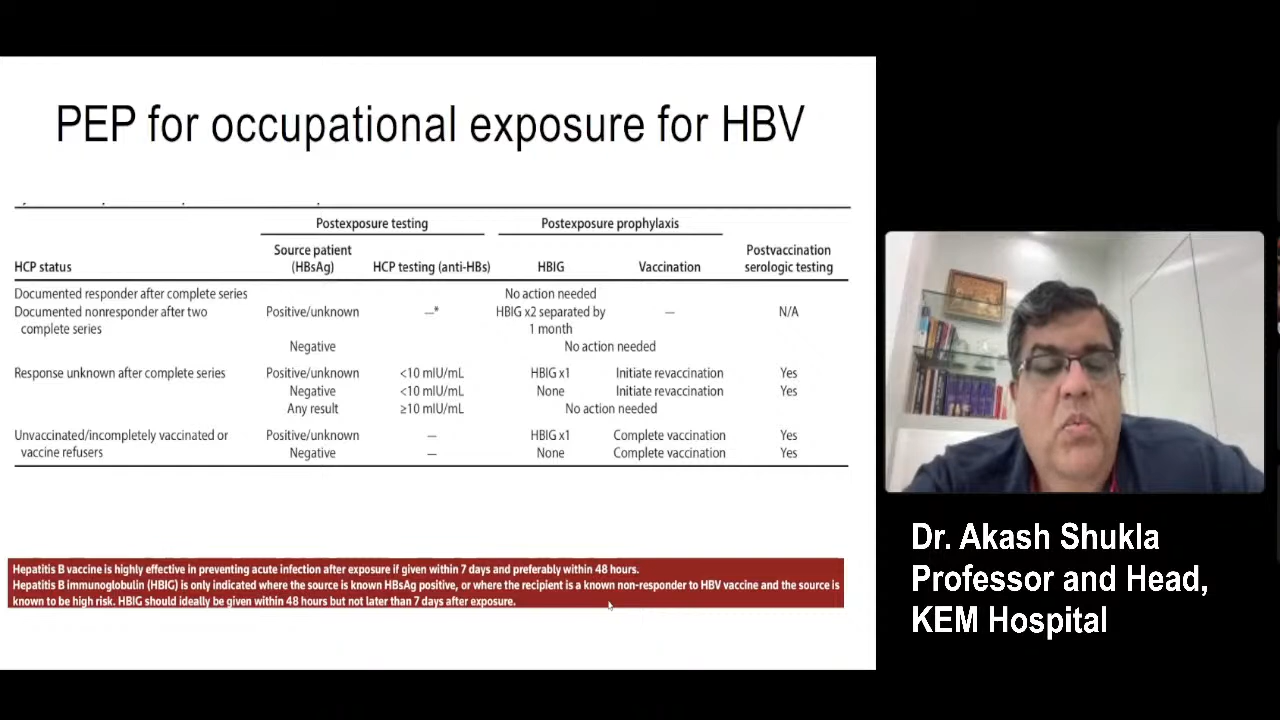 PEP for occupational exposure for HBV
Postexposure testing Postexposure prophylaxis
Source patient Postvaccination
HCP status (HBsAg) HCP testing (anti-HBs) HBIG Vaccination serologic testing
Documented responder after complete series No action needed
Documented nonresponder after two Positive/unknown —* HBIG x2 separated by — N/A
complete series 1 month
Negative No action needed
Response unknown after complete series Positive/unknown <10 mIU/mL HBIG x1 Initiate revaccination Yes
Negative <10 mIU/mL None Initiate revaccination Yes
Any result ≥10 mIU/mL No action needed
Unvaccinated/incompletely vaccinated or Positive/unknown — HBIG x1 Complete vaccination Yes
vaccine refusers Negative — None Complete vaccination Yes
Hepatitis B vaccine is highly effective in preventing acute infection after exposure if given within 7 days and preferably within 48 hours.
Hepatitis B immunoglobulin (HBIG) is only indicated where the source is known HBsAg positive, or where the recipient is a known non-responder to HBV vaccine and the source is
known to be high risk. HBIG should ideally be given within 48 hours but not later than 7 days after exposure.
Dr. Akash Shukla
Professor and Head,
KEM Hospital